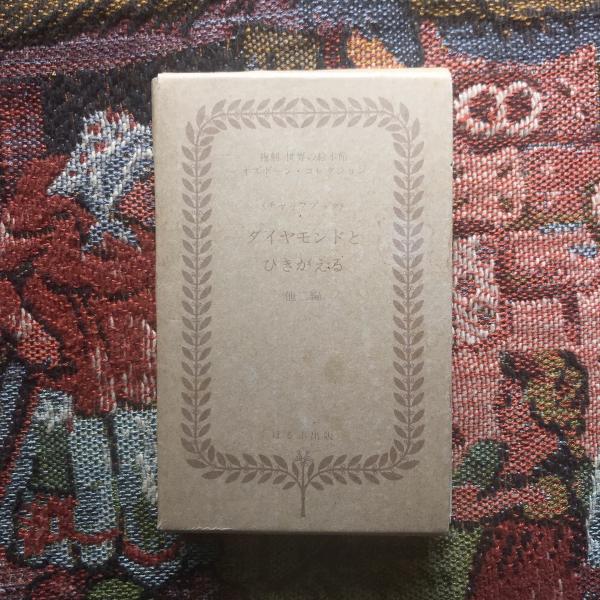 復刻 世界の絵本館
オズボーン・コレクション
〈チャップブック〉
ダイヤモンドと
ひきがえる
他二編
ほるぷ出版